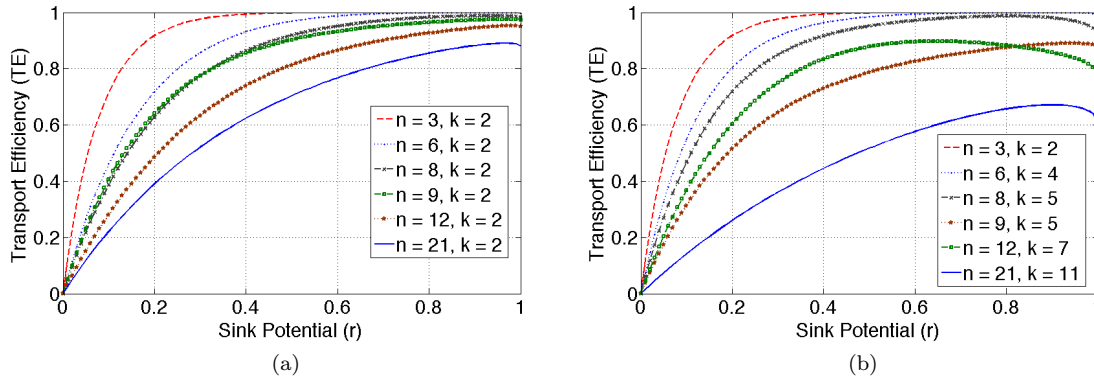 Transport Efficiency (TE)
1
0.8
0.6
0.4
0.2
0
0 0.2 0.4 0.6 0.8 1
Sink Potential (r)
n = 3, k = 2
n = 6, k = 2
n = 8, k = 2
n = 9, k = 2
n = 12, k = 2
n = 21, k = 2
(a)
Transport Efficiency (TE)
1
0.8
0.6
0.4
0.2
0
0 0.2 0.4 0.6 0.8 1
Sink Potential (r)
n = 3, k = 2
n = 6, k = 4
n = 8, k = 5
n = 9, k = 5
n = 12, k = 7
n = 21, k = 11
(b)